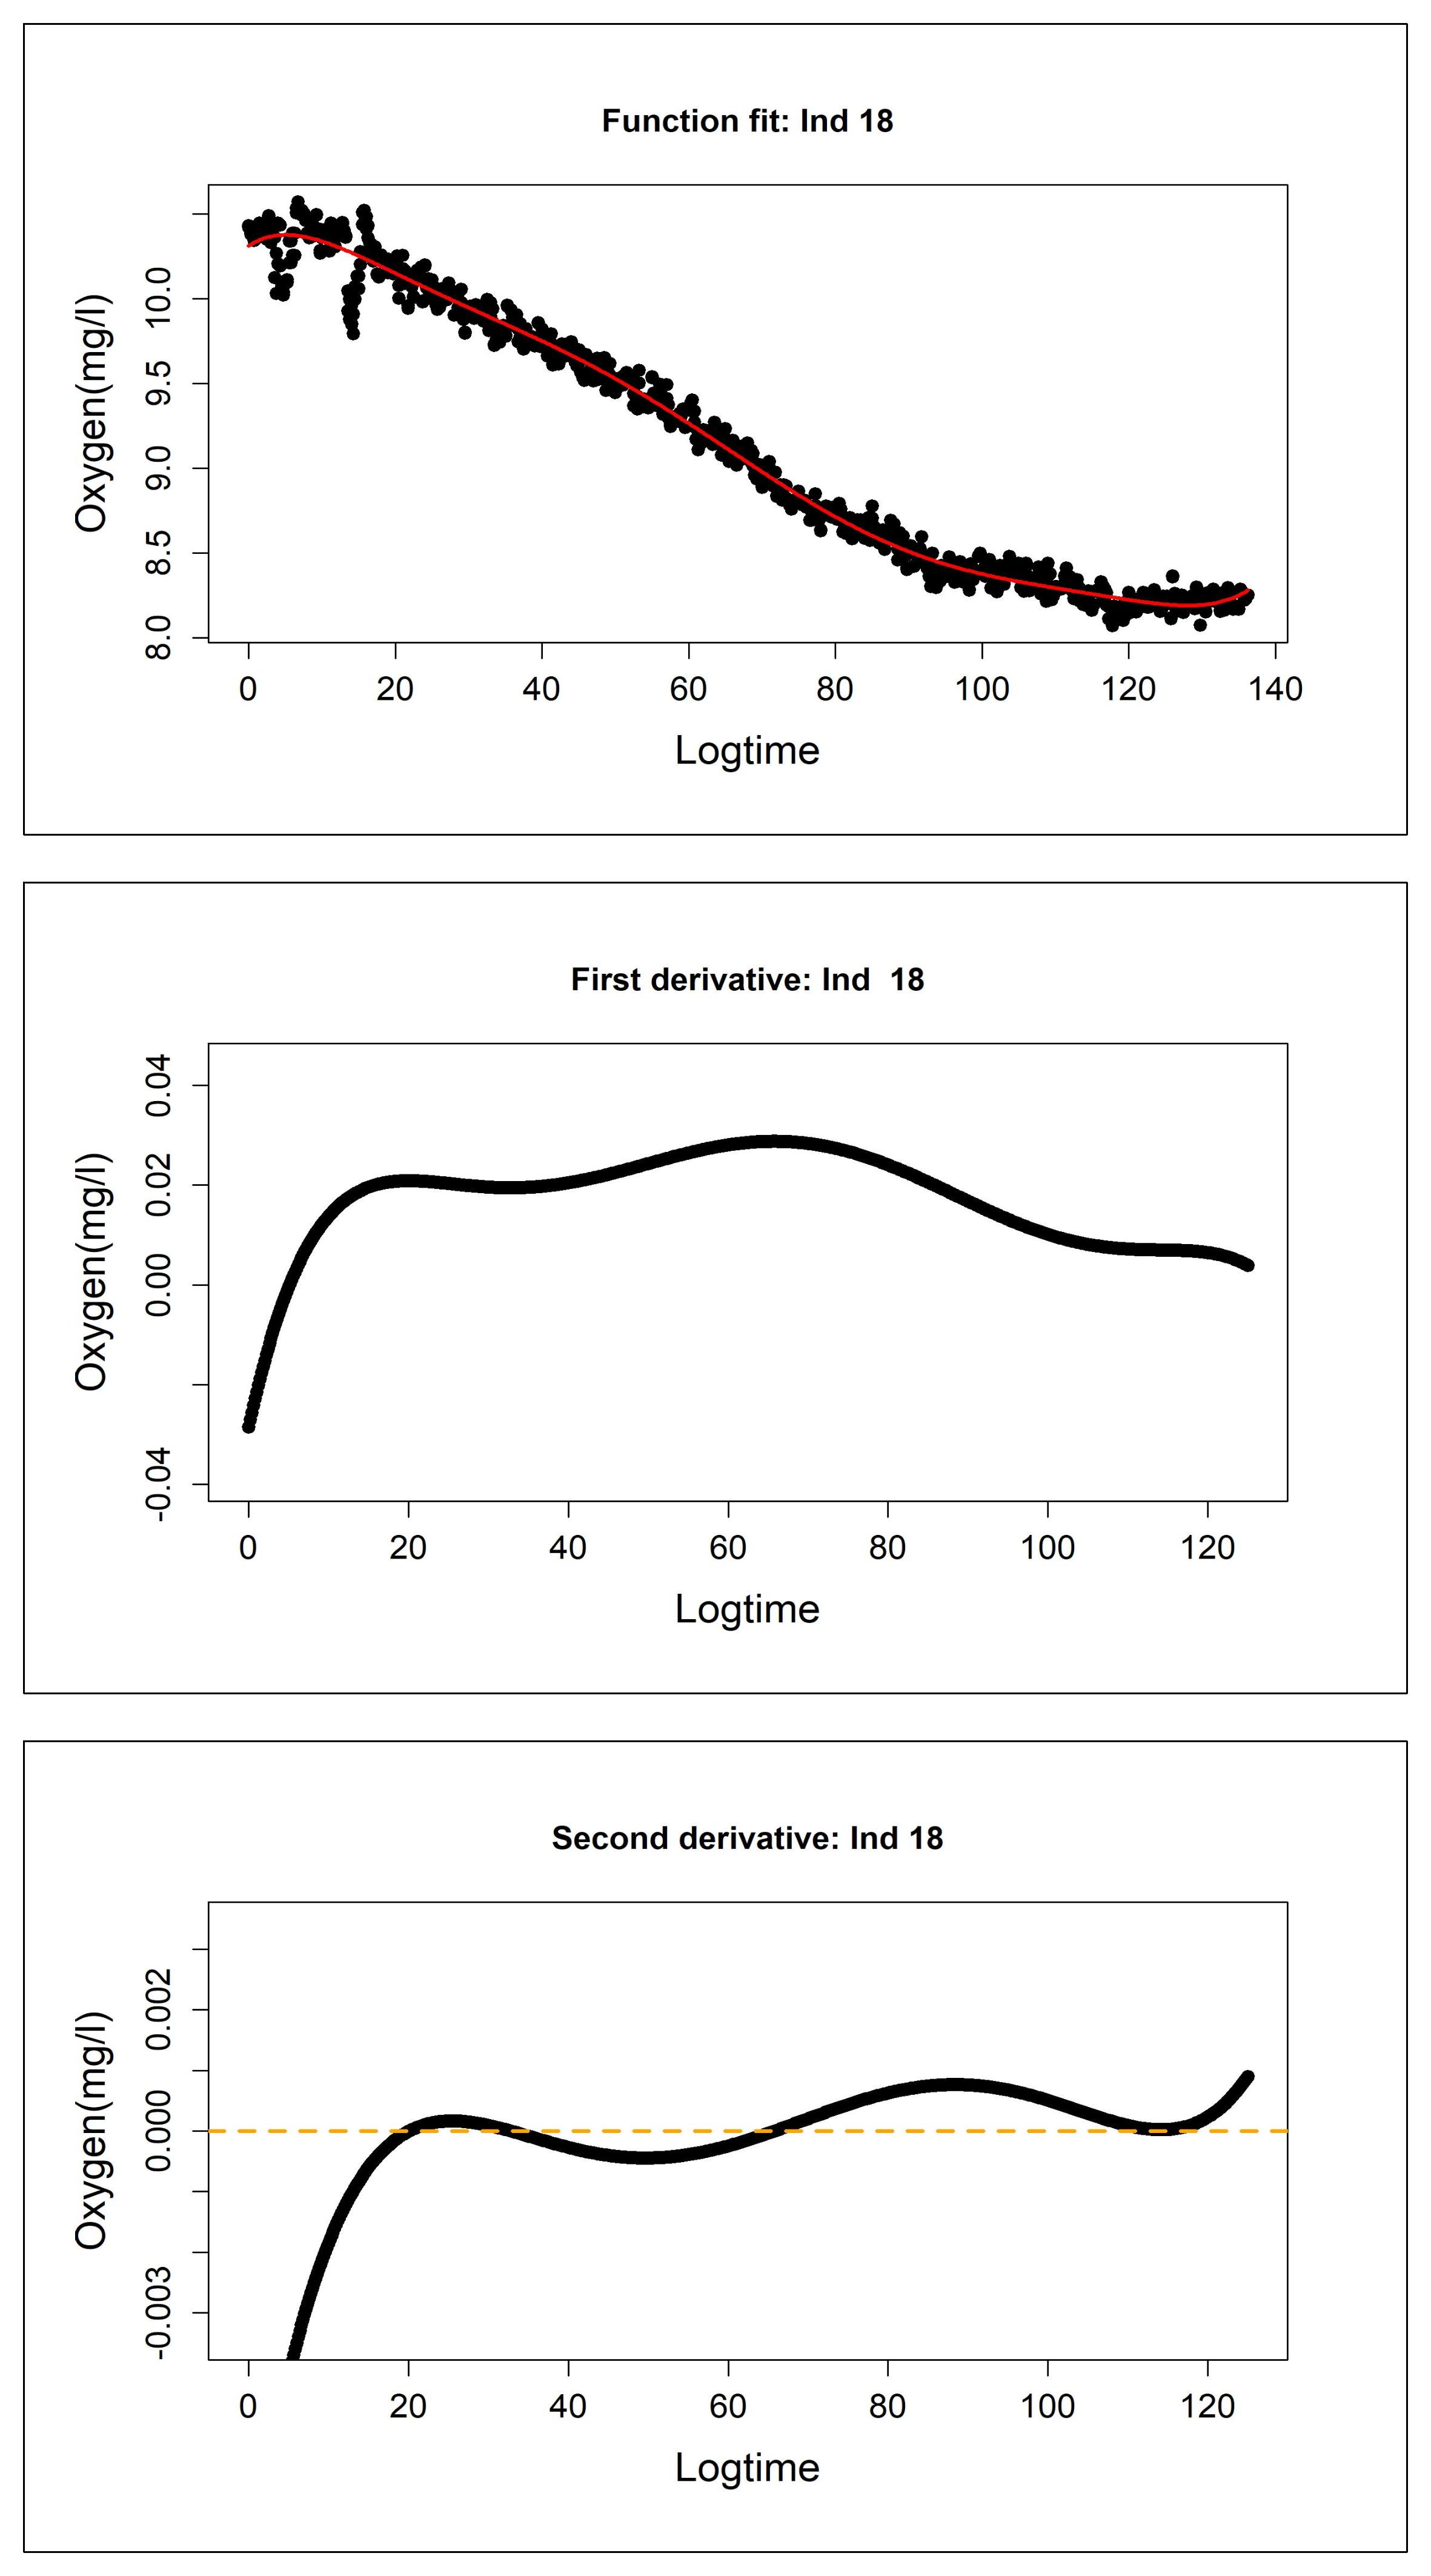 Function fit: Ind 18
Oxygen(mg/l)
10.0
9.5
9.0
8.5
8.0
0 20 40 60 80 100 120 140
Logtime
First derivative: Ind  18
Oxygen(mg/l)
0.04
0.02
0.00
-0.04
0 20 40 60 80 100 120
Logtime
Second derivative: Ind 18
Oxygen(mg/l)
0.002
0.000
-0.003
0 20 40 60 80 100 120
Logtime